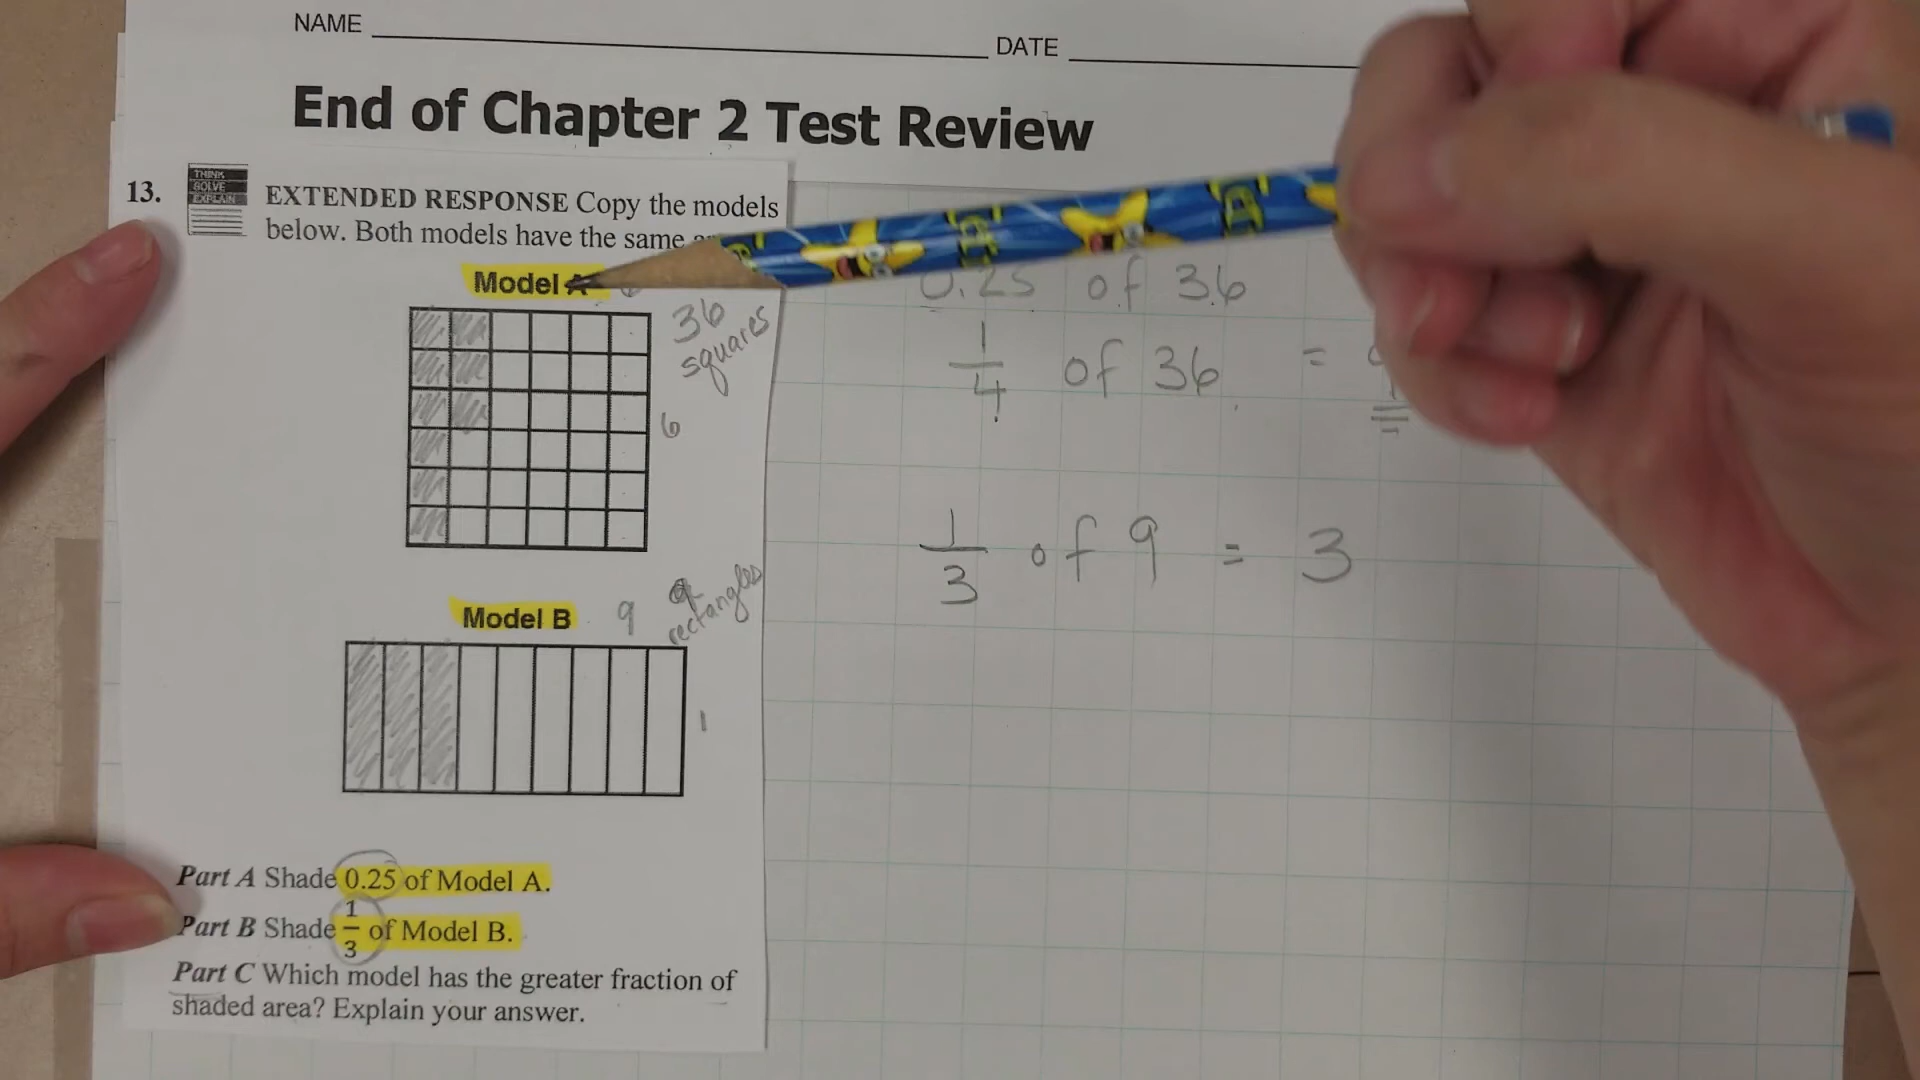 NAME
DATE
End of Chapter 2 Test Review
13.
THINK
SOLVE
EXPLAIN
EXTENDED RESPONSE Copy the models
below. Both models have the same
Model A
36
squares
6
Model B 9 9
rectangles
1
Part A Shade 0.25 of Model A.
Part B Shade 1/3 of Model B.
Part C Which model has the greater fraction of
shaded area? Explain your answer.
0.25 of 36
1/4 of 36 =
1/3 of 9 = 3